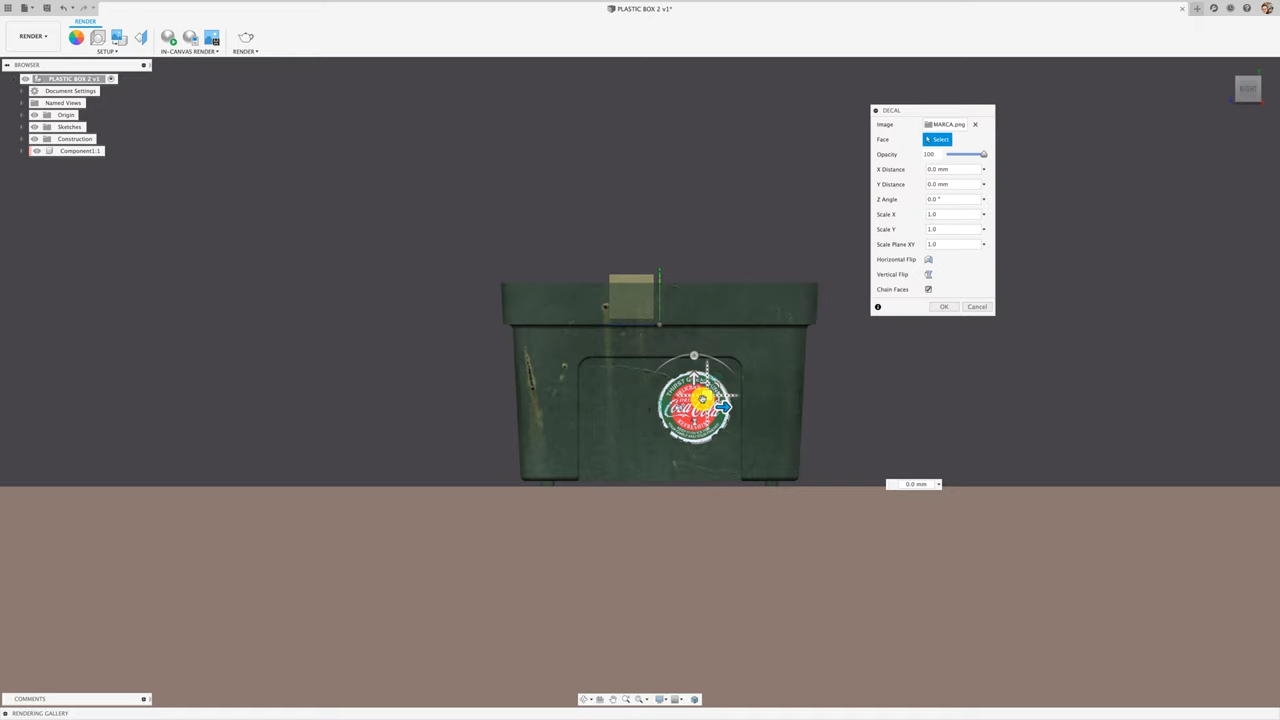 PLASTIC BOX 2 v1*
RENDER
RENDER
SETUP
IN-CANVAS RENDER
RENDER
BROWSER
PLASTIC BOX 2 v1
Document Settings
Named Views
Origin
Sketches
Construction
Component1:1
RIGHT
DECAL
Image MARCA.png
Face Select
Opacity 100
X Distance 0.0 mm
Y Distance 0.0 mm
Z Angle 0.0 °
Scale X 1.0
Scale Y 1.0
Scale Plane XY 1.0
Horizontal Flip
Vertical Flip
Chain Faces
OK Cancel
Coca Cola
0.0 mm
COMMENTS
RENDERING GALLERY